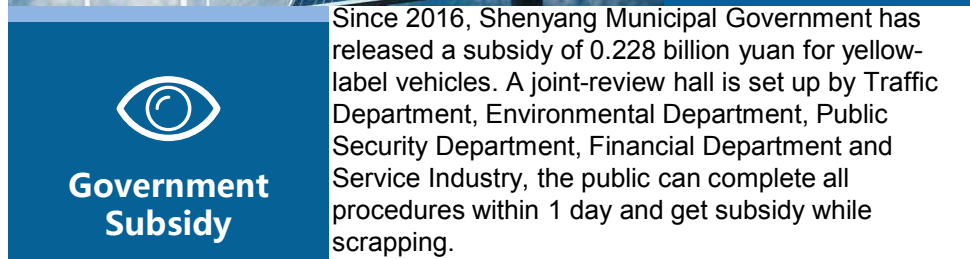 Government
Subsidy
Since 2016, Shenyang Municipal Government has
released a subsidy of 0.228 billion yuan for yellow-
label vehicles. A joint-review hall is set up by Traffic
Department, Environmental Department, Public
Security Department, Financial Department and
Service Industry, the public can complete all
procedures within 1 day and get subsidy while
scrapping.